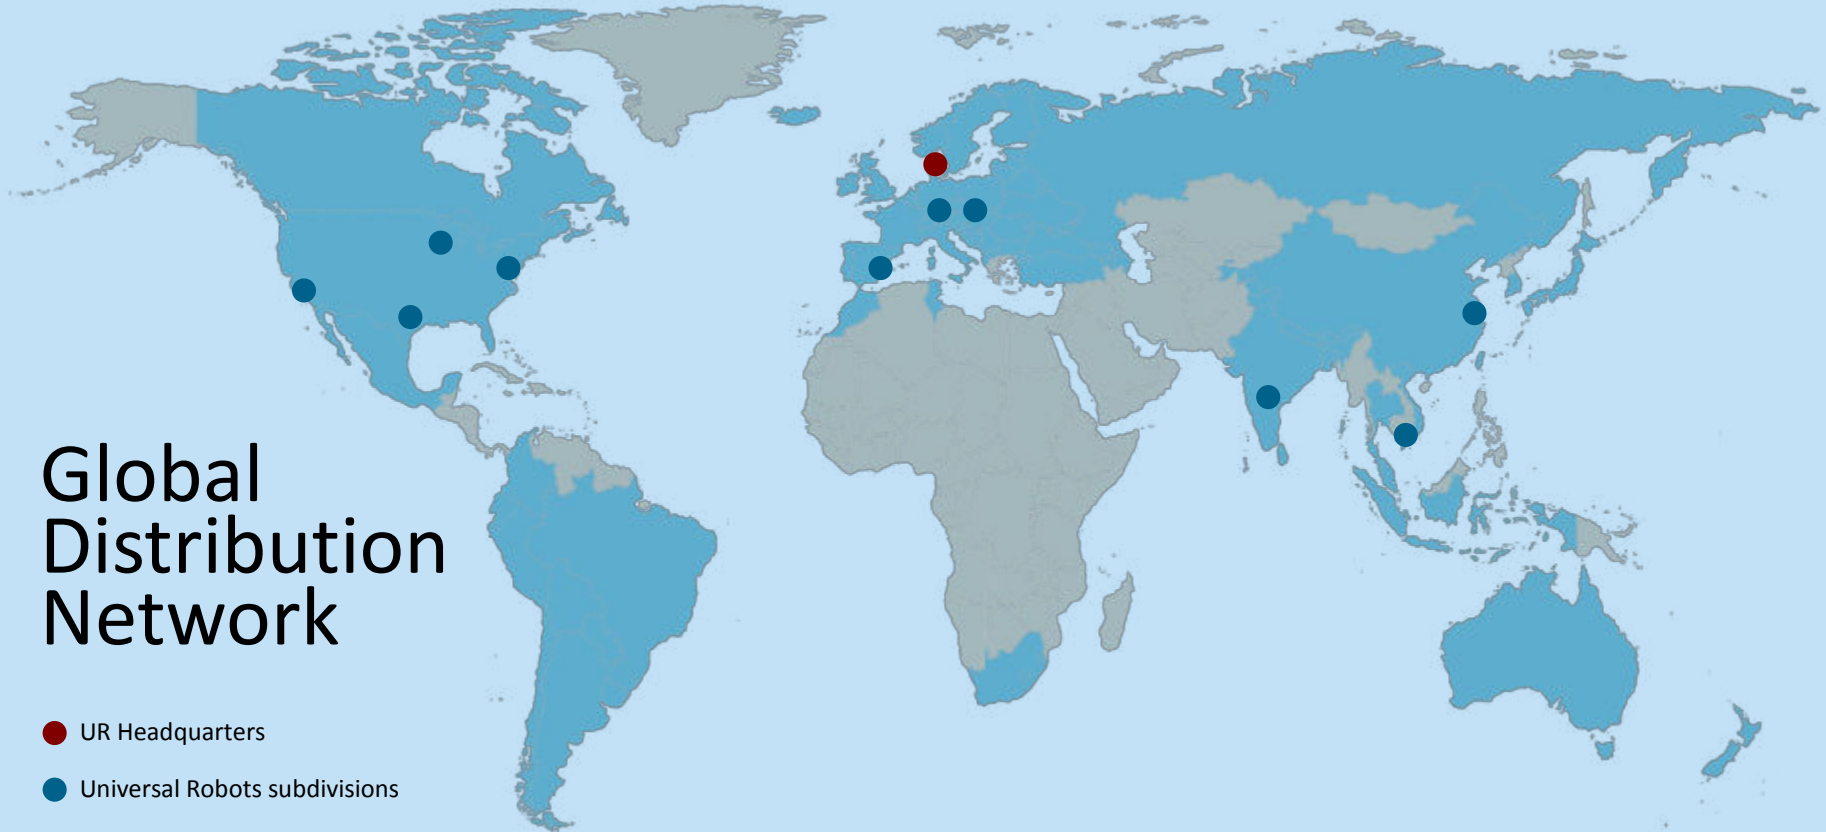 Global
Distribution
Network
UR Headquarters
Universal Robots subdivisions